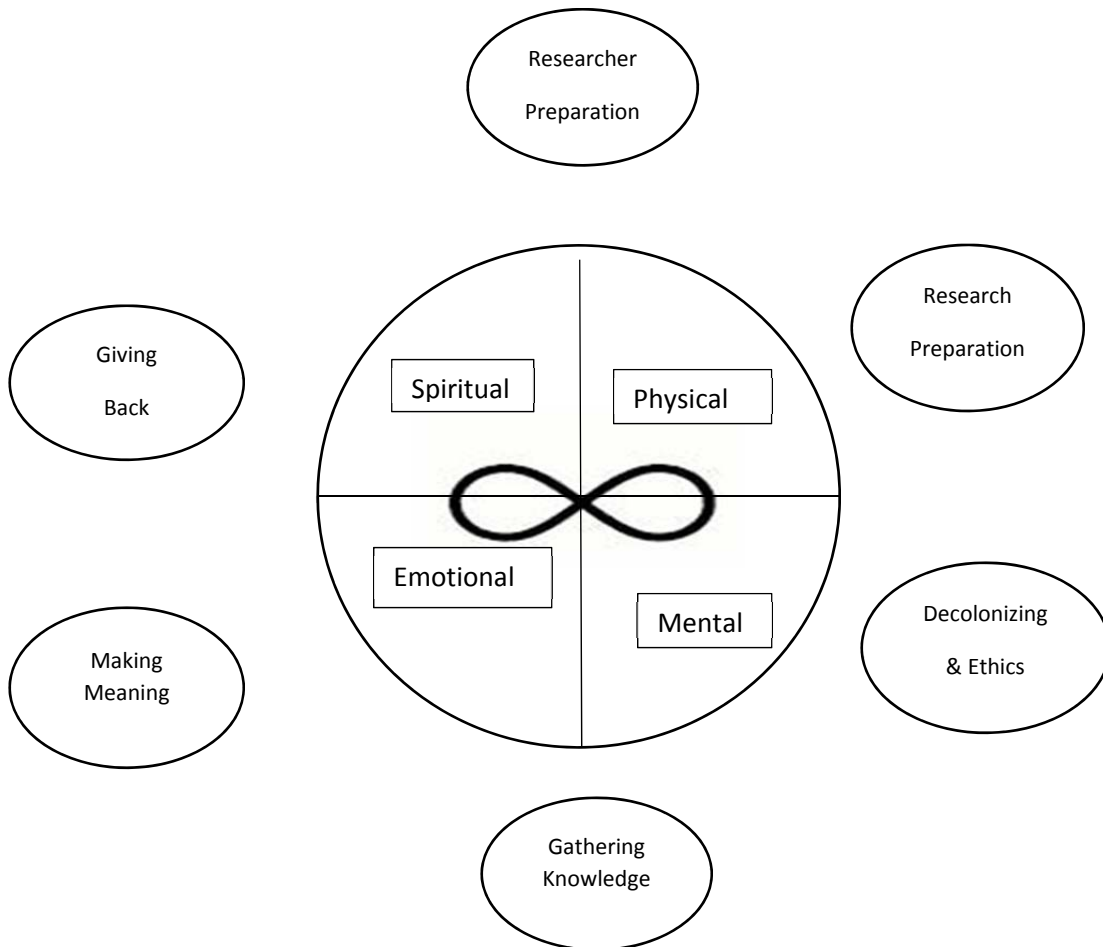 Researcher
Preparation
Research
Preparation
Giving
Back
Spiritual
Physical
Emotional
Mental
Decolonizing
& Ethics
Making
Meaning
Gathering
Knowledge